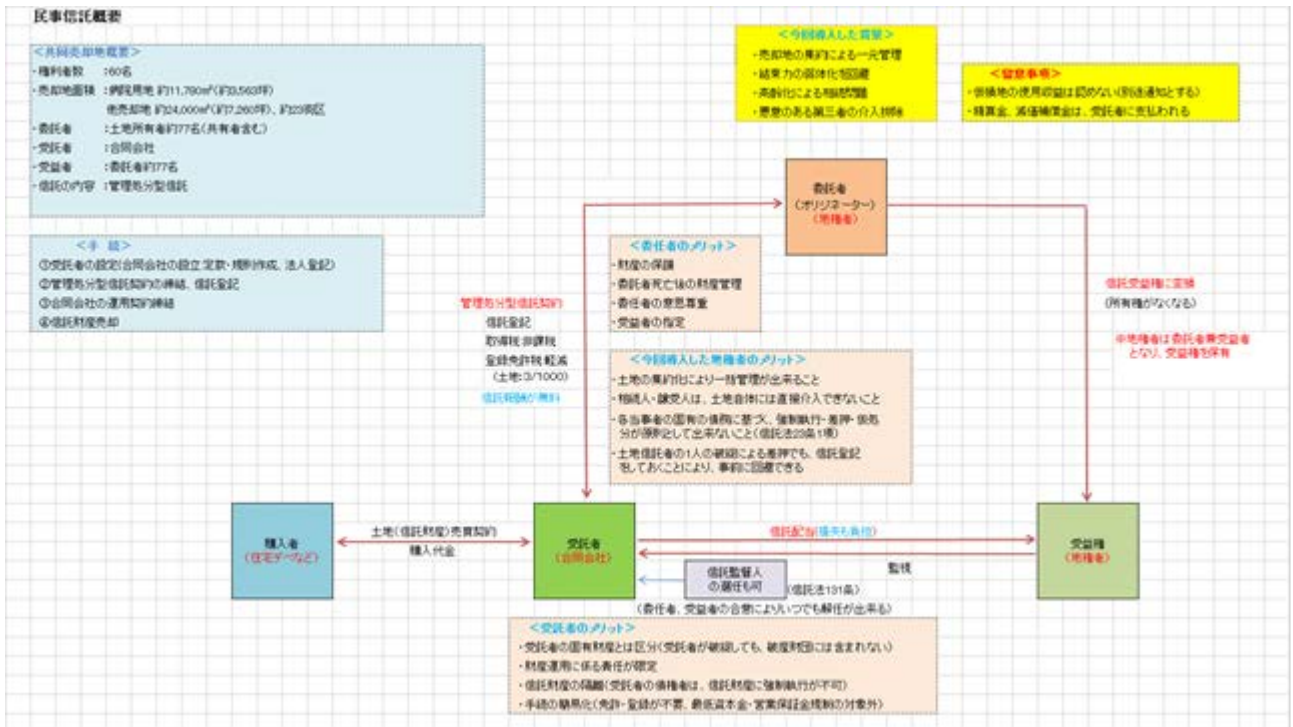 民事信託概要
＜共同売却地概要＞
・権利者数　：60名
・売却地面積　：病院用地 約11,780㎡(約3,563坪)
他売却地 約24,000㎡(約7,260坪)、約23街区
・委託者　：土地所有者約77名(共有者含む)
・受託者　：合同会社
・受益者　：委託者約77名
・信託の内容　：管理処分型信託
＜手 続＞
①受託者の設定(合同会社の設立:定款・規則作成、法人登記)
②管理処分型信託契約の締結、信託登記
③合同会社の運用契約締結
④信託財産売却
＜今回導入した背景＞
・売却地の集約による一元管理
・結束力の弱体化を回避
・高齢化による相続問題
・悪意のある第三者の介入排除
＜留意事項＞
・仮換地の使用収益は認めない(別途通知とする)
・精算金、減価補償金は、受託者に支払われる
委託者
（オリジネーター）
（地権者）
＜委任者のメリット＞
・財産の保護
・委託者死亡後の財産管理
・委任者の意思尊重
・受益者の指定
管理処分型信託契約
信託登記
取得税:非課税
登録免許税:軽減
（土地:3/1000）
信託報酬が無料
＜今回導入した地権者のメリット＞
・土地の集約化により一括管理が出来ること
・相続人・譲受人は、土地自体には直接介入できないこと
・各当事者の固有の債務に基づく、強制執行・差押・仮処
分が原則として出来ないこと(信託法23条1項)
・土地信託者の1人の破綻による差押でも、信託登記
をしておくことにより、事前に回避できる
信託受益権に変換
（所有権がなくなる）
※地権者は委託者兼受益者
となり、受益権を保有
購入者
（住宅デーなど）
土地(信託財産)売買契約
購入代金
受託者
（合同会社）
信託配当(損失も負担)
監視
受益権
（地権者）
信託監督人
の選任も可
（信託法131条）
（委任者、受益者の合意によりいつでも解任が出来る）
＜受託者のメリット＞
・受託者の固有財産とは区分(受託者が破綻しても、破産財団には含まれない)
・財産運用に係る責任が限定
・信託財産の隔離(受託者の債権者は、信託財産に強制執行が不可)
・手続の簡易化(免許・登録が不要、最低資本金・営業保証金規制の対象外)